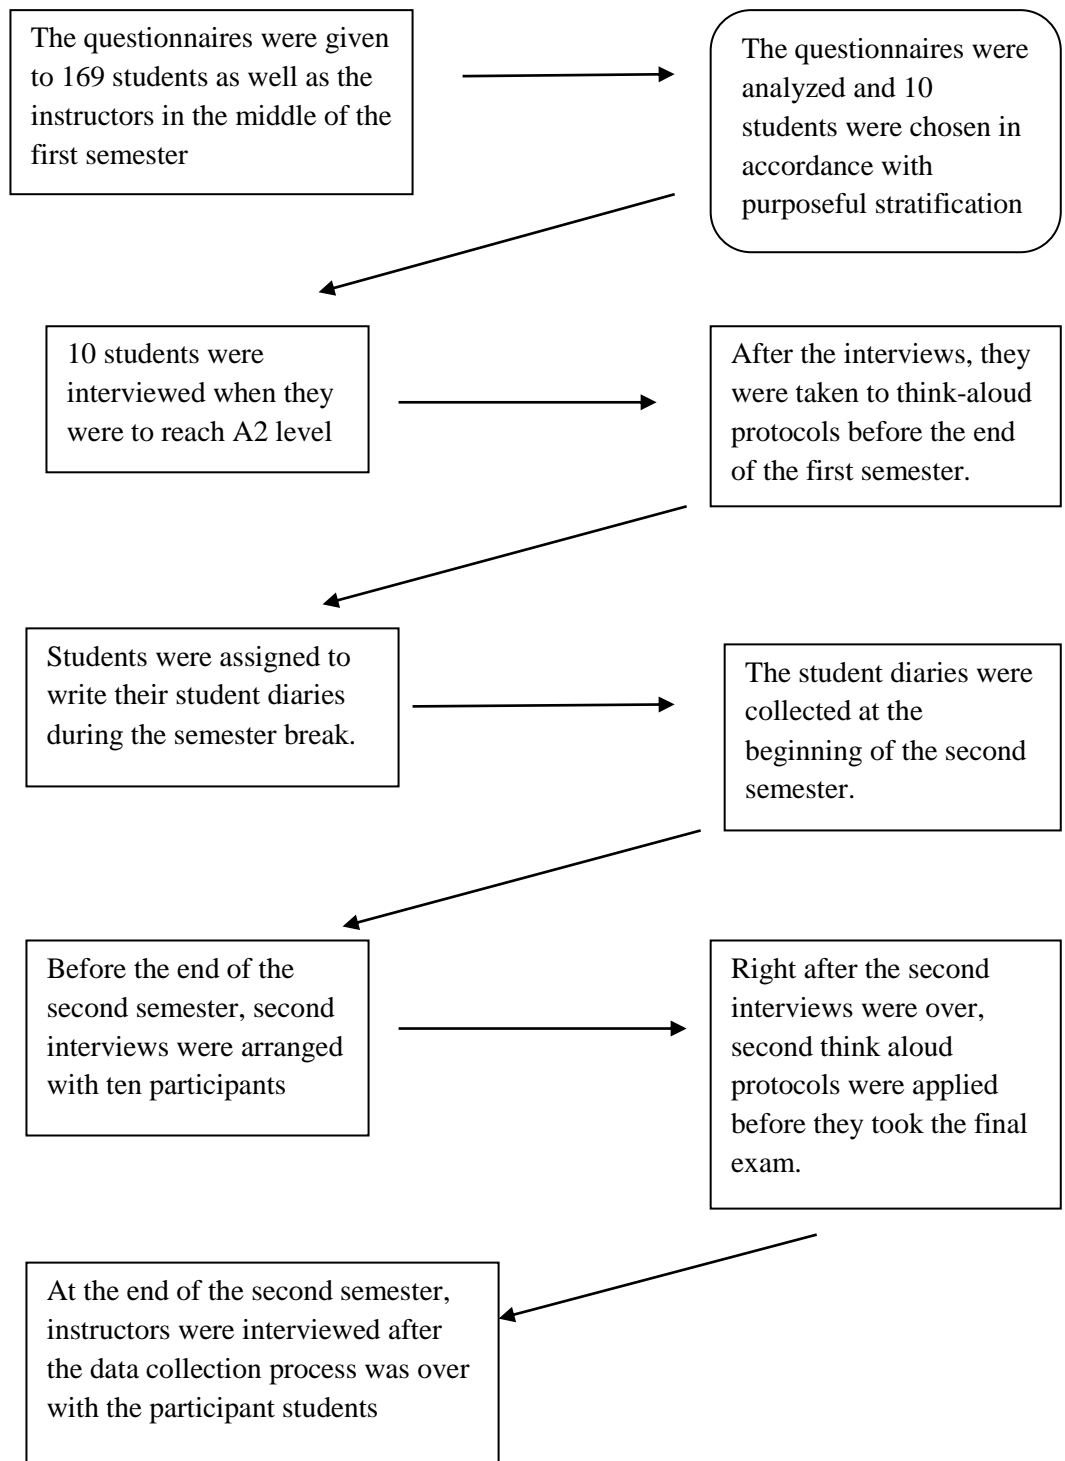 The questionnaires were given
to 169 students as well as the
instructors in the middle of the
first semester
The questionnaires were
analyzed and 10
students were chosen in
accordance with
purposeful stratification
10 students were
interviewed when they
were to reach A2 level
After the interviews, they
were taken to think-aloud
protocols before the end
of the first semester.
Students were assigned to
write their student diaries
during the semester break.
The student diaries were
collected at the
beginning of the second
semester.
Before the end of the
second semester, second
interviews were arranged
with ten participants
Right after the second
interviews were over,
second think aloud
protocols were applied
before they took the final
exam.
At the end of the second semester,
instructors were interviewed after
the data collection process was over
with the participant students